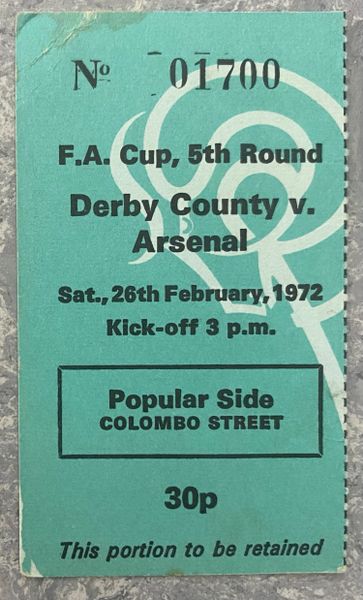 Nº 01700
F.A. Cup, 5th Round
Derby County v.
Arsenal
Sat., 26th February, 1972
Kick-off 3 p.m.
Popular Side
COLOMBO STREET
30p
This portion to be retained